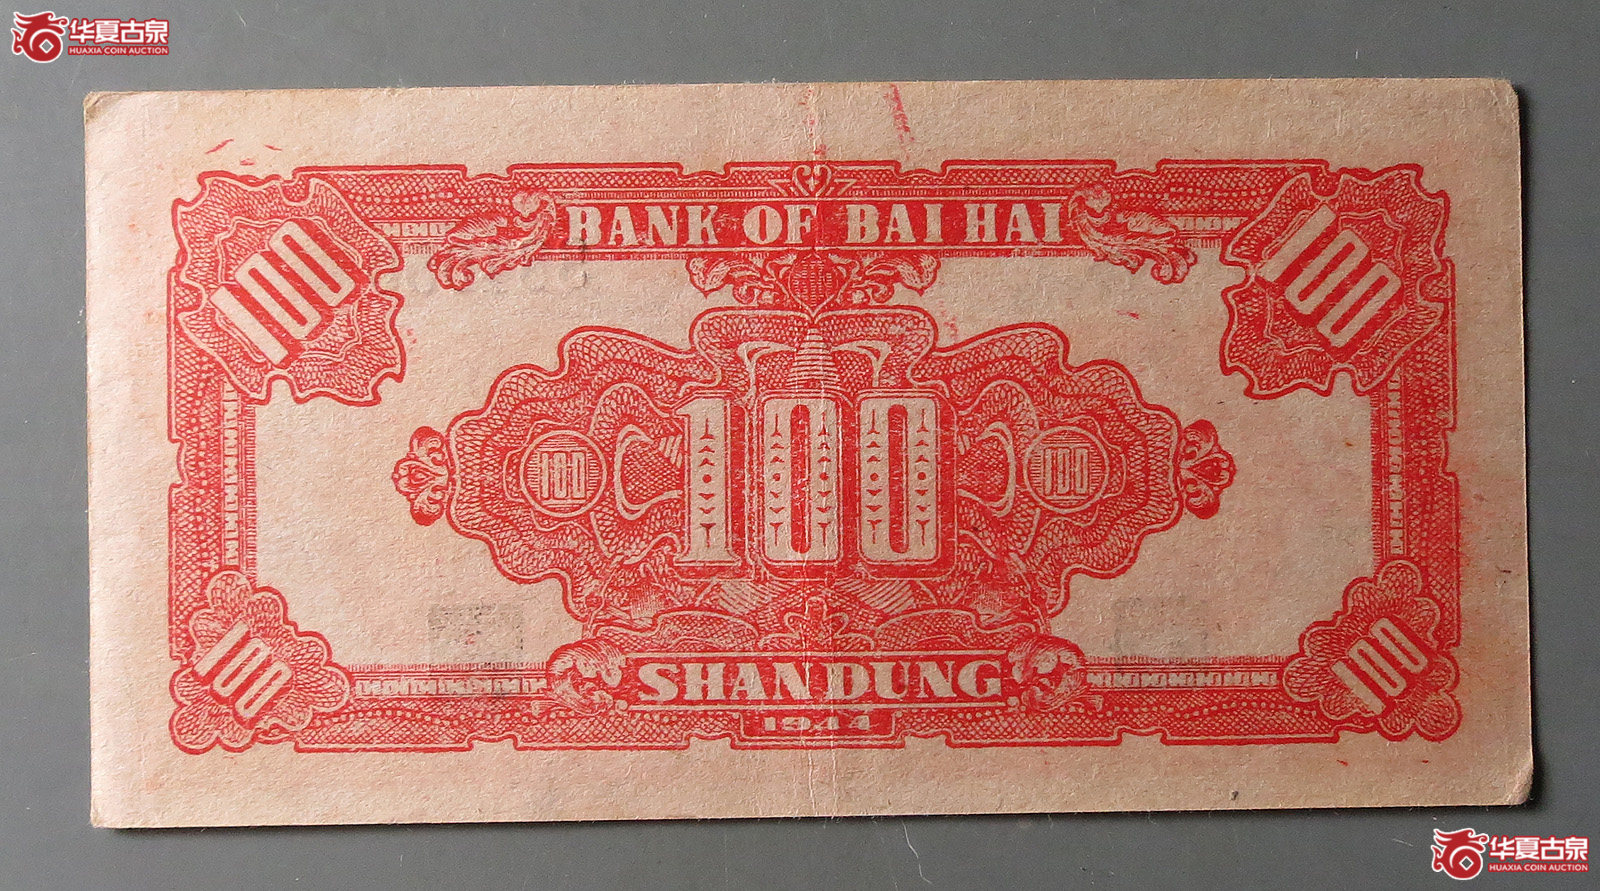 华夏古泉
HUAXIA COIN AUCTION
BANK OF BAI HAI
100 100
100 100 100
SHANDUNG
100 100
1944
华夏古泉
HUAXIA COIN AUCTION